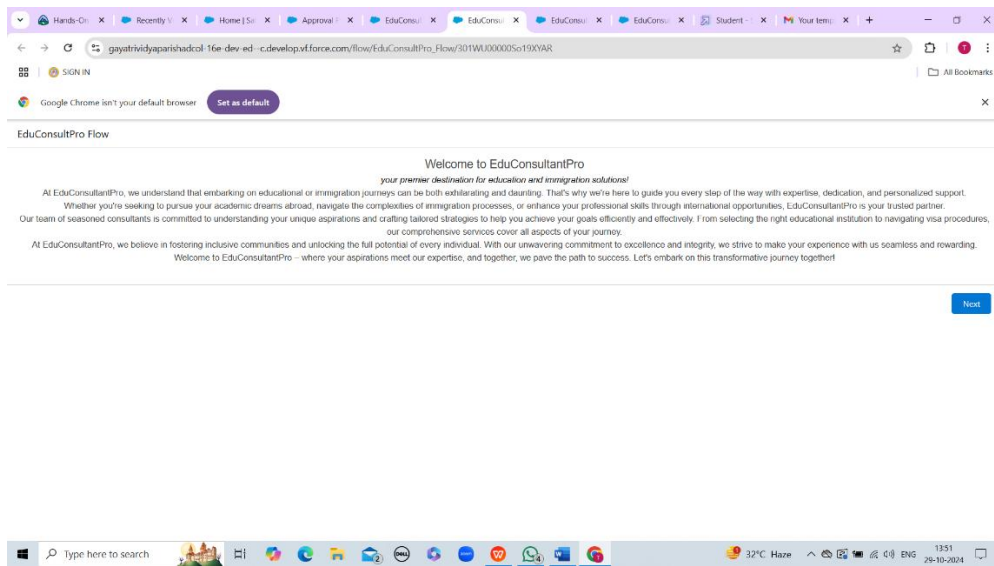 Hands-On
Recently V
Home | Sa
Approval P
EduConsul
EduConsul
EduConsul
EduConsul
Student -
Your temp
gayatrividyaparishadcol-16e-dev-ed--c.develop.vf.force.com/flow/EduConsultPro_Flow/301WU00000So19XYAR
T
SIGN IN
All Bookmarks
Google Chrome isn't your default browser
Set as default
EduConsultPro Flow
Welcome to EduConsultantPro
your premier destination for education and immigration solutions!
At EduConsultantPro, we understand that embarking on educational or immigration journeys can be both exhilarating and daunting. That's why we're here to guide you every step of the way with expertise, dedication, and personalized support.
Whether you're seeking to pursue your academic dreams abroad, navigate the complexities of immigration processes, or enhance your professional skills through international opportunities, EduConsultantPro is your trusted partner.
Our team of seasoned consultants is committed to understanding your unique aspirations and crafting tailored strategies to help you achieve your goals efficiently and effectively. From selecting the right educational institution to navigating visa procedures,
our comprehensive services cover all aspects of your journey.
At EduConsultantPro, we believe in fostering inclusive communities and unlocking the full potential of every individual. With our unwavering commitment to excellence and integrity, we strive to make your experience with us seamless and rewarding.
Welcome to EduConsultantPro – where your aspirations meet our expertise, and together, we pave the path to success. Let's embark on this transformative journey together!
Next
Type here to search
2
DELL
4
32°C Haze
ENG
13:51
29-10-2024